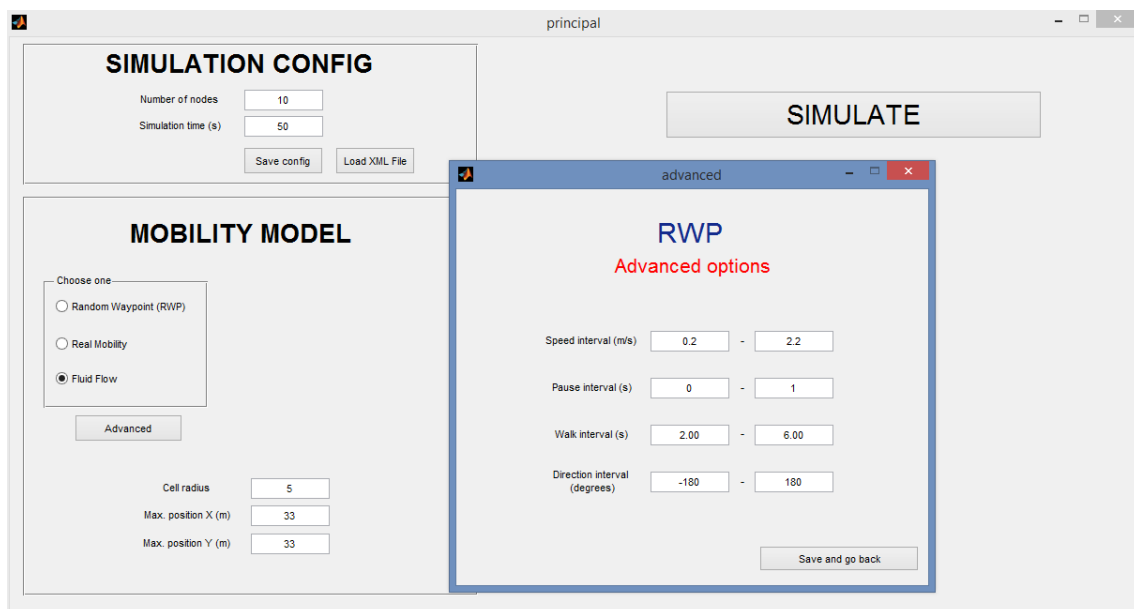 principal
SIMULATION CONFIG
Number of nodes 10
Simulation time (s) 50
Save config Load XML File
SIMULATE
MOBILITY MODEL
Choose one
Random Waypoint (RWP)
Real Mobility
Fluid Flow
Advanced
Cell radius 5
Max. position X (m) 33
Max. position Y (m) 33
advanced
RWP
Advanced options
Speed interval (m/s) 0.2 - 2.2
Pause interval (s) 0 - 1
Walk interval (s) 2.00 - 6.00
Direction interval
(degrees) -180 - 180
Save and go back